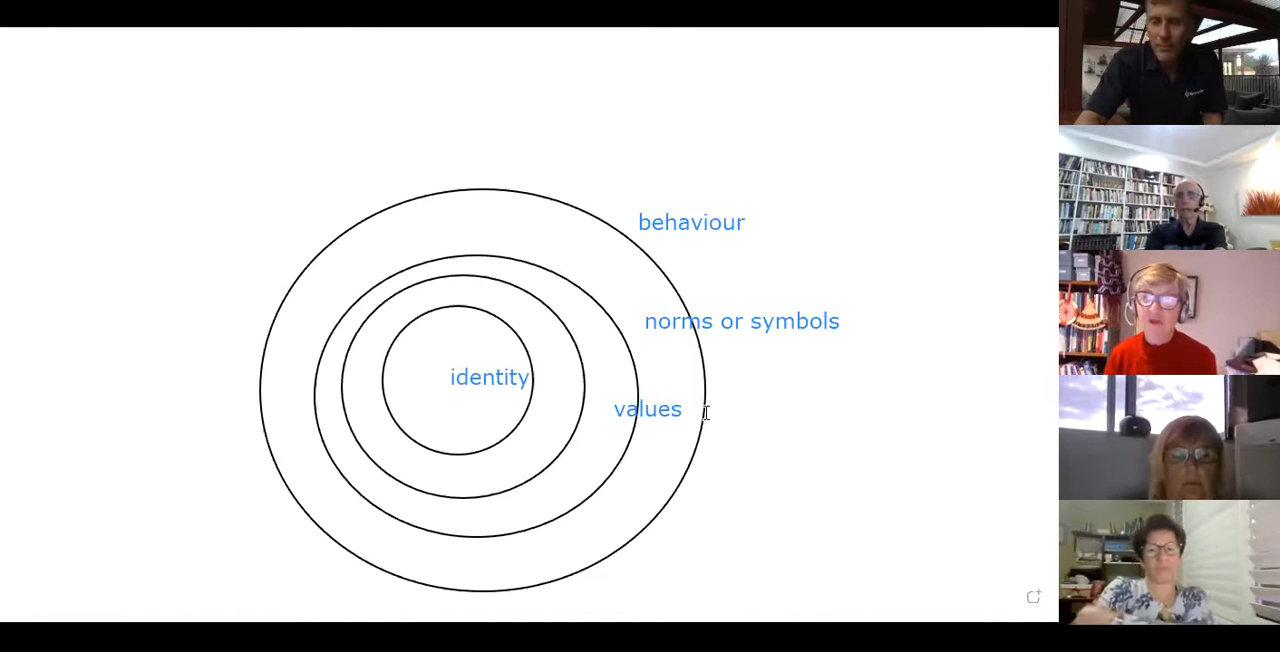 behaviour
norms or symbols
identity
values